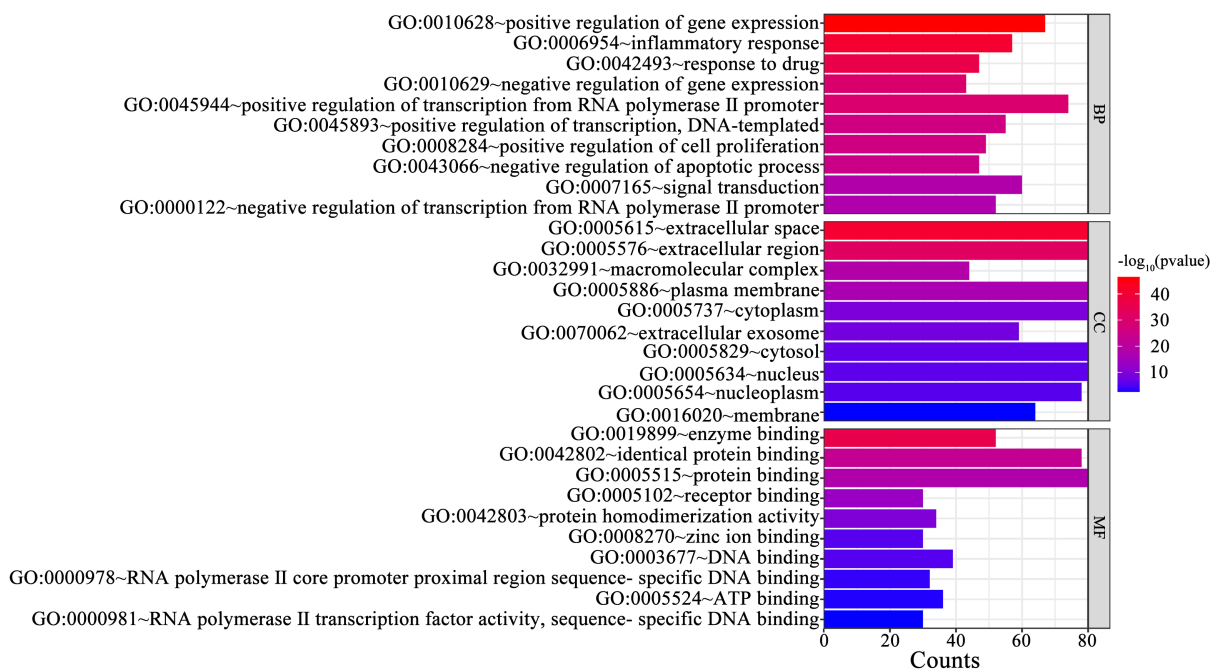 GO:0010628~positive regulation of gene expression
GO:0006954~inflammatory response
GO:0042493~response to drug
GO:0010629~negative regulation of gene expression
GO:0045944~positive regulation of transcription from RNA polymerase II promoter
GO:0045893~positive regulation of transcription, DNA-templated
GO:0008284~positive regulation of cell proliferation
GO:0043066~negative regulation of apoptotic process
GO:0007165~signal transduction
GO:0000122~negative regulation of transcription from RNA polymerase II promoter
BP
GO:0005615~extracellular space
GO:0005576~extracellular region
GO:0032991~macromolecular complex
GO:0005886~plasma membrane
GO:0005737~cytoplasm
GO:0070062~extracellular exosome
GO:0005829~cytosol
GO:0005634~nucleus
GO:0005654~nucleoplasm
GO:0016020~membrane
CC
GO:0019899~enzyme binding
GO:0042802~identical protein binding
GO:0005515~protein binding
GO:0005102~receptor binding
GO:0042803~protein homodimerization activity
GO:0008270~zinc ion binding
GO:0003677~DNA binding
GO:0000978~RNA polymerase II core promoter proximal region sequence- specific DNA binding
GO:0005524~ATP binding
GO:0000981~RNA polymerase II transcription factor activity, sequence- specific DNA binding
MF
0 40 60 80
Counts
-log₁₀(pvalue)
40
30
20
10